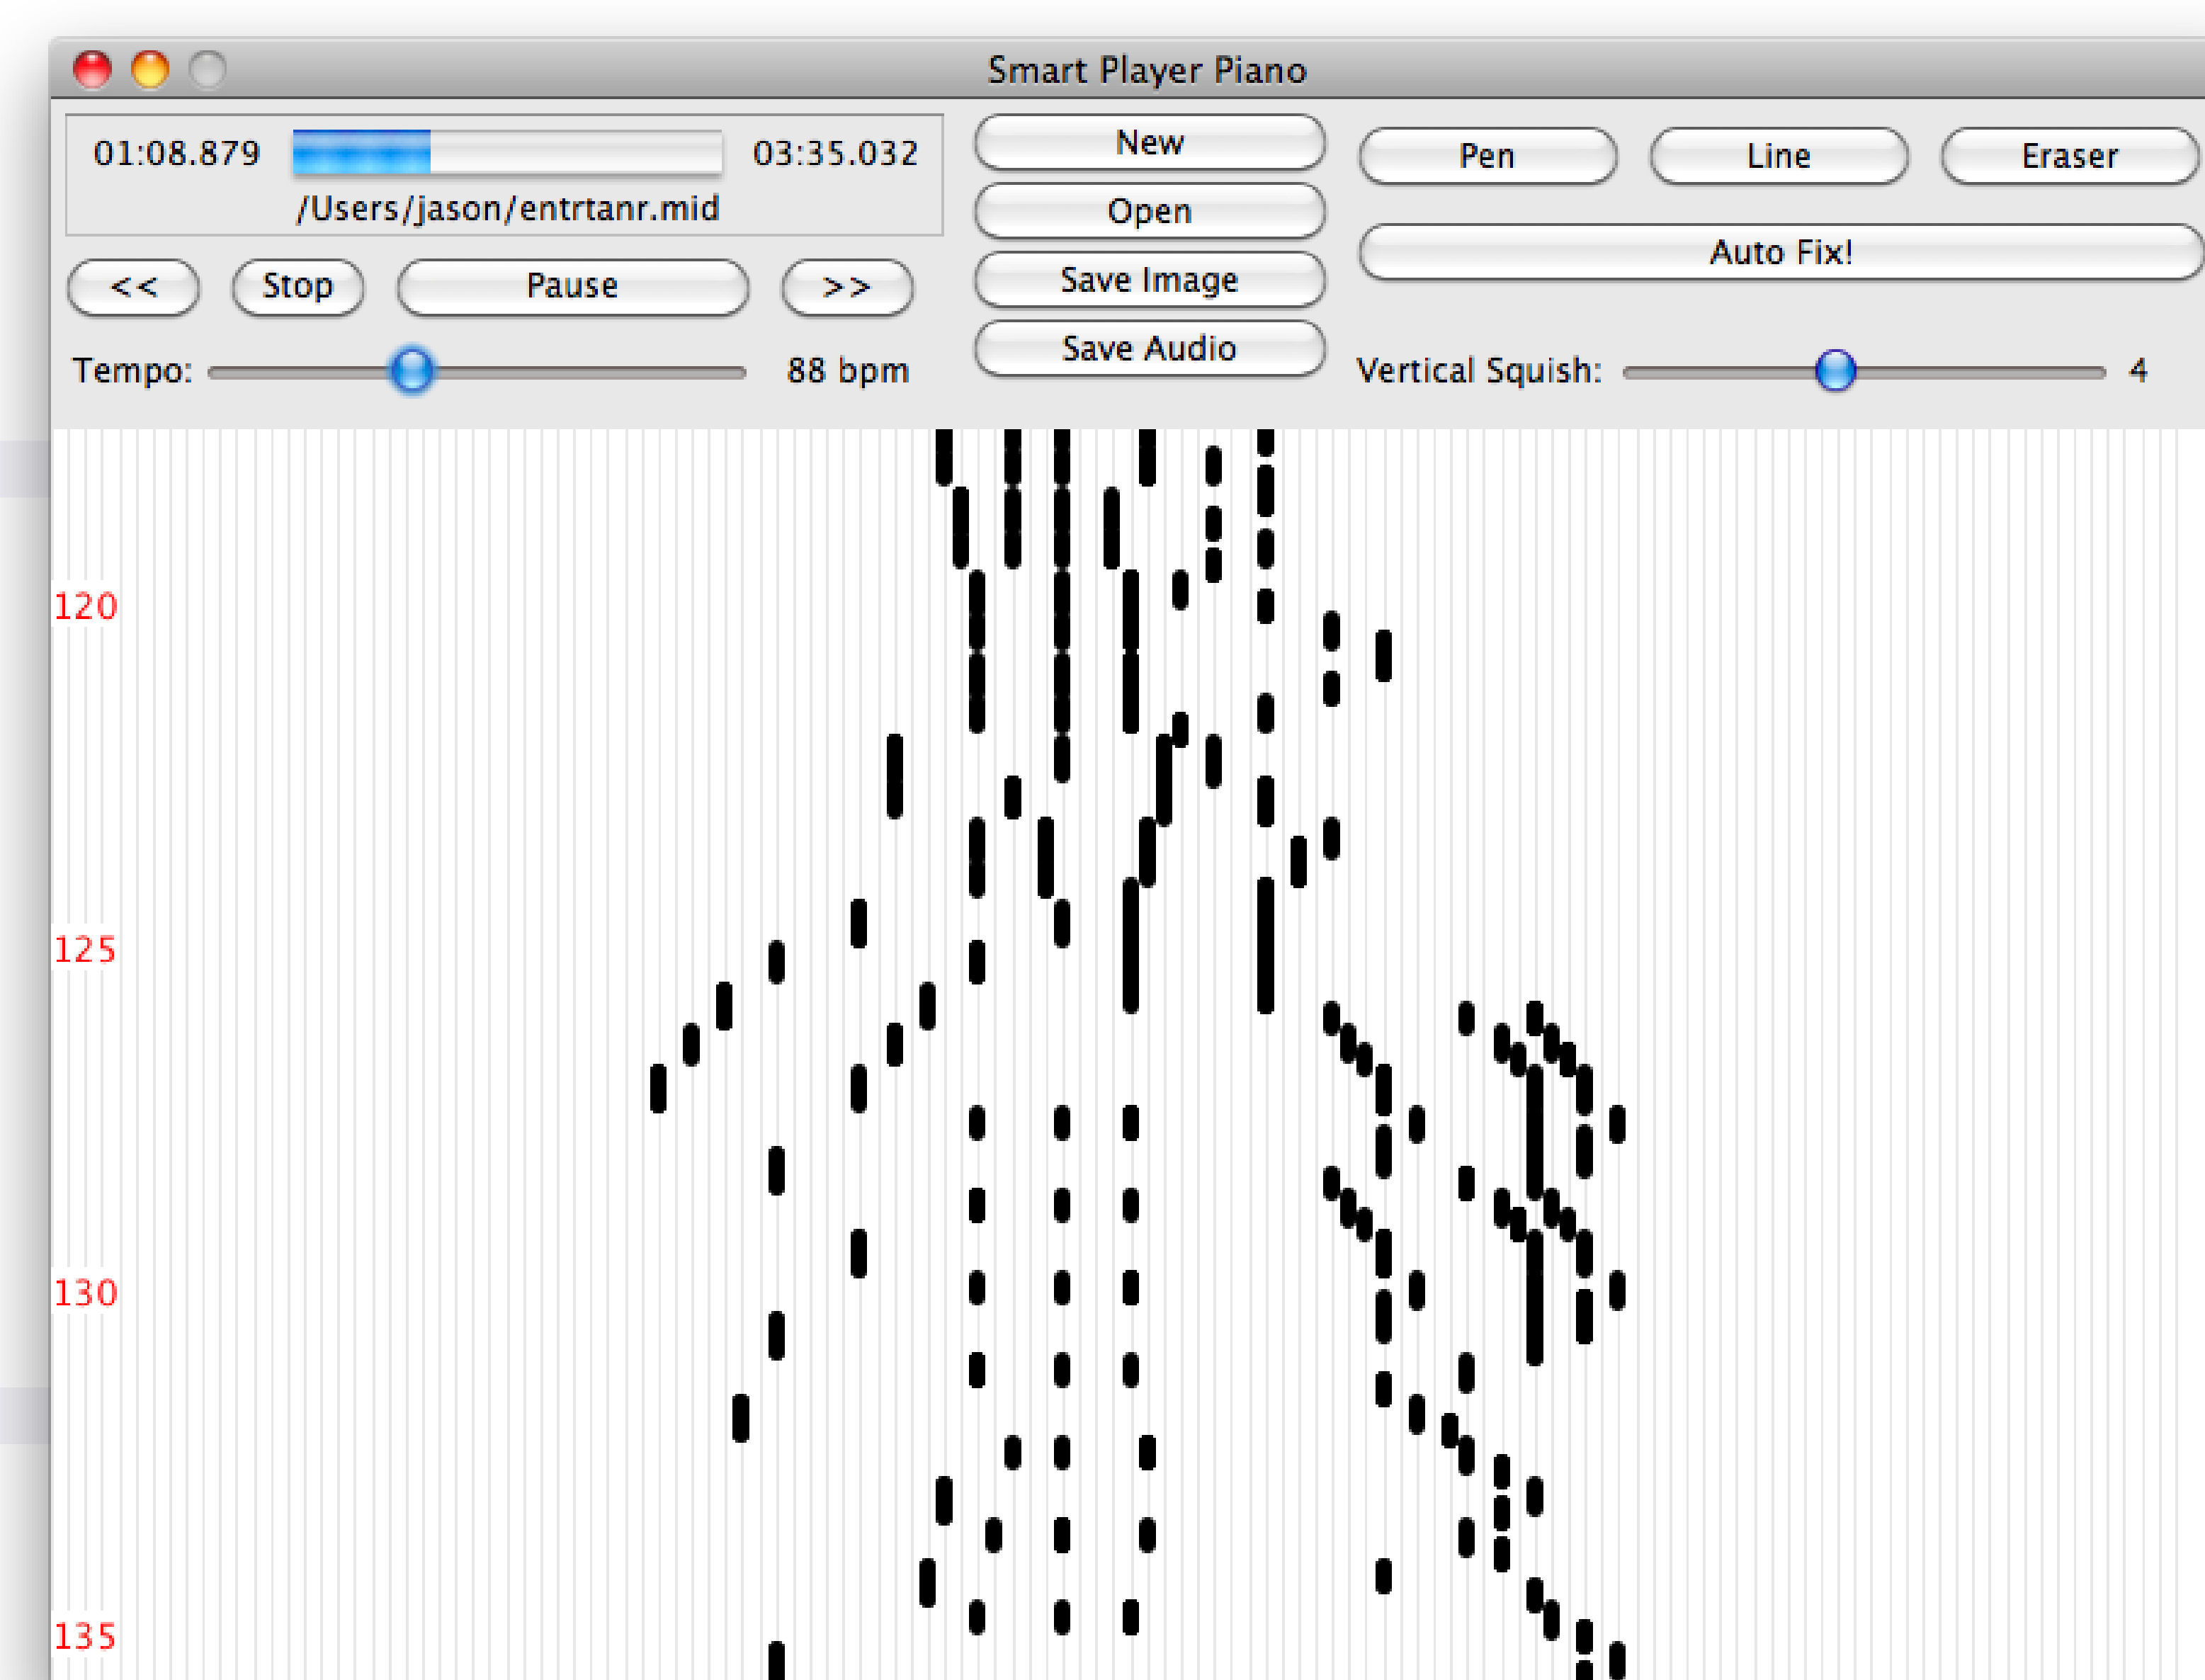 Smart Player Piano
01:08.879 03:35.032
/Users/jason/entrtanr.mid
<< Stop Pause >>
Tempo: 88 bpm
New
Open
Save Image
Save Audio
Pen Line Eraser
Auto Fix!
Vertical Squish: 4
120
125
130
135